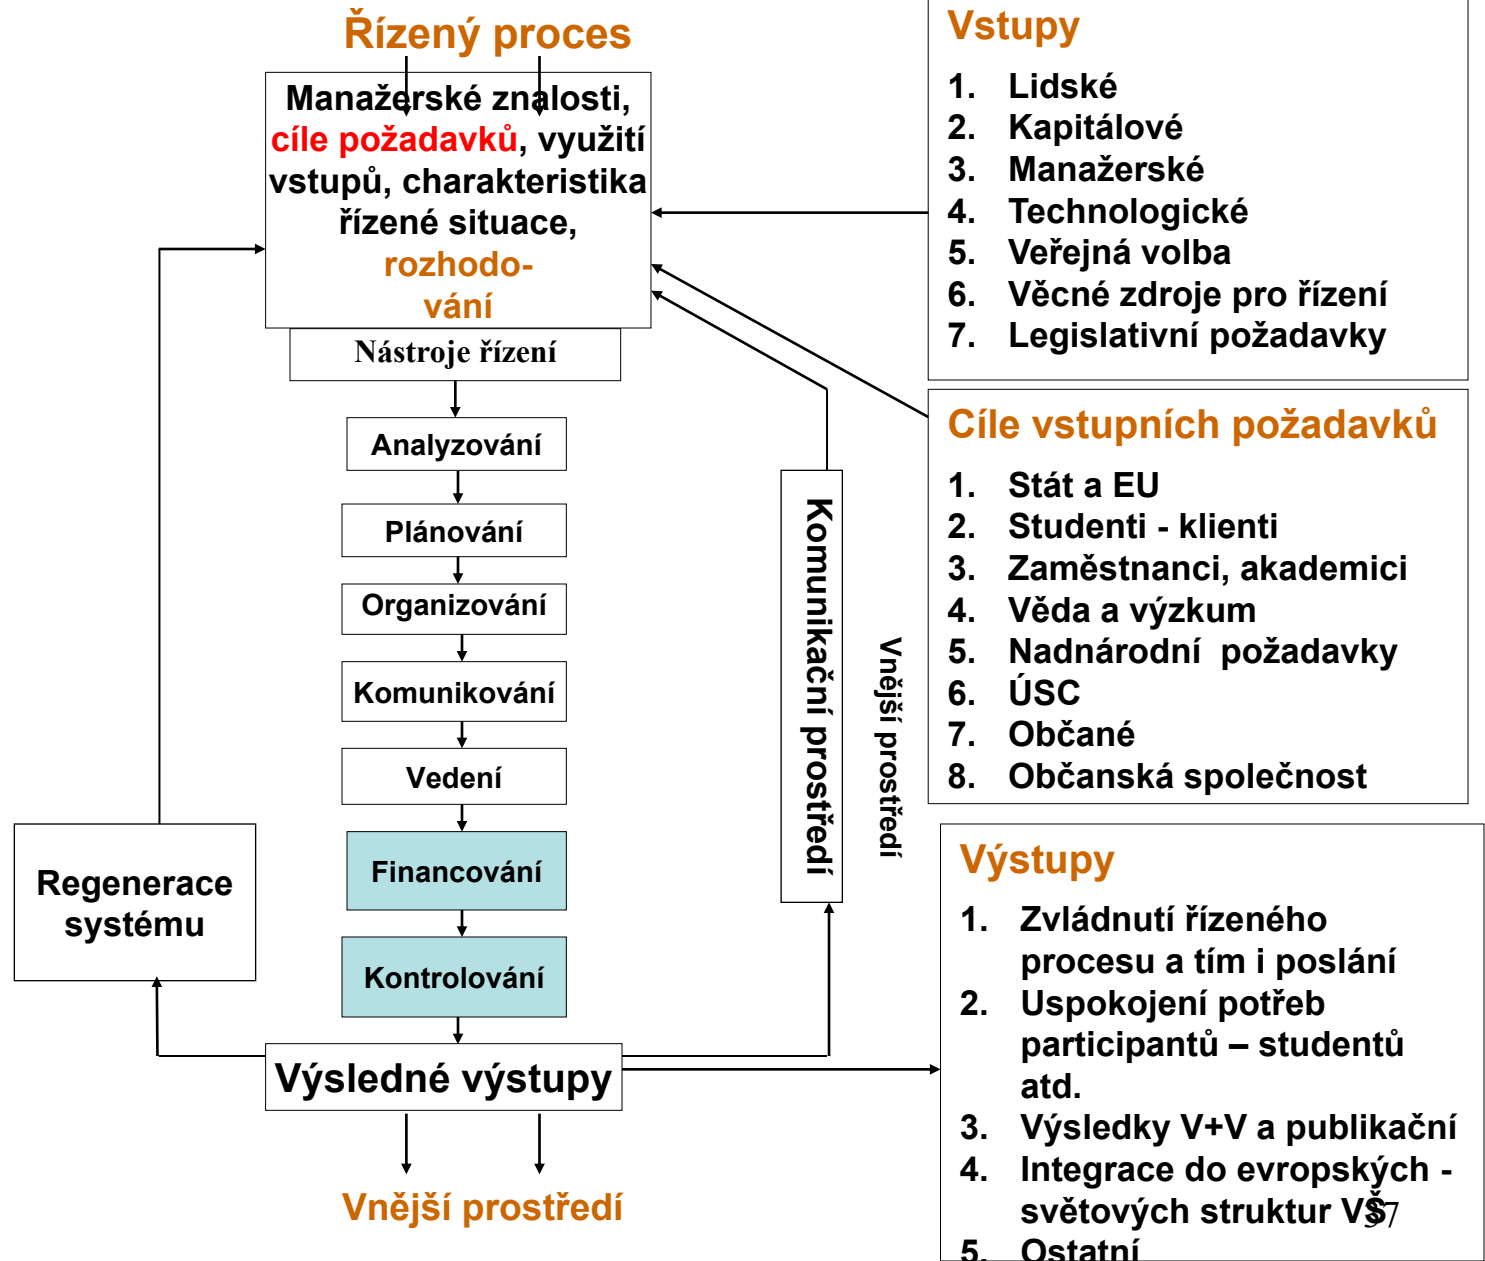 Řízený proces
Manažerské znalosti,
cíle požadavků, využití
vstupů, charakteristika
řízené situace,
rozhodo-
vání
Nástroje řízení
Analyzování
Plánování
Organizování
Komunikování
Vedení
Financování
Kontrolování
Výsledné výstupy
Vnější prostředí
Regenerace
systému
Komunikační prostředí
Vnější prostředí
Vstupy
1. Lidské
2. Kapitálové
3. Manažerské
4. Technologické
5. Veřejná volba
6. Věcné zdroje pro řízení
7. Legislativní požadavky
Cíle vstupních požadavků
1. Stát a EU
2. Studenti - klienti
3. Zaměstnanci, akademici
4. Věda a výzkum
5. Nadnárodní  požadavky
6. ÚSC
7. Občané
8. Občanská společnost
Výstupy
1. Zvládnutí řízeného
procesu a tím i poslání
2. Uspokojení potřeb
participantů – studentů
atd.
3. Výsledky V+V a publikační
4. Integrace do evropských -
světových struktur VŠ
37
5. Ostatní